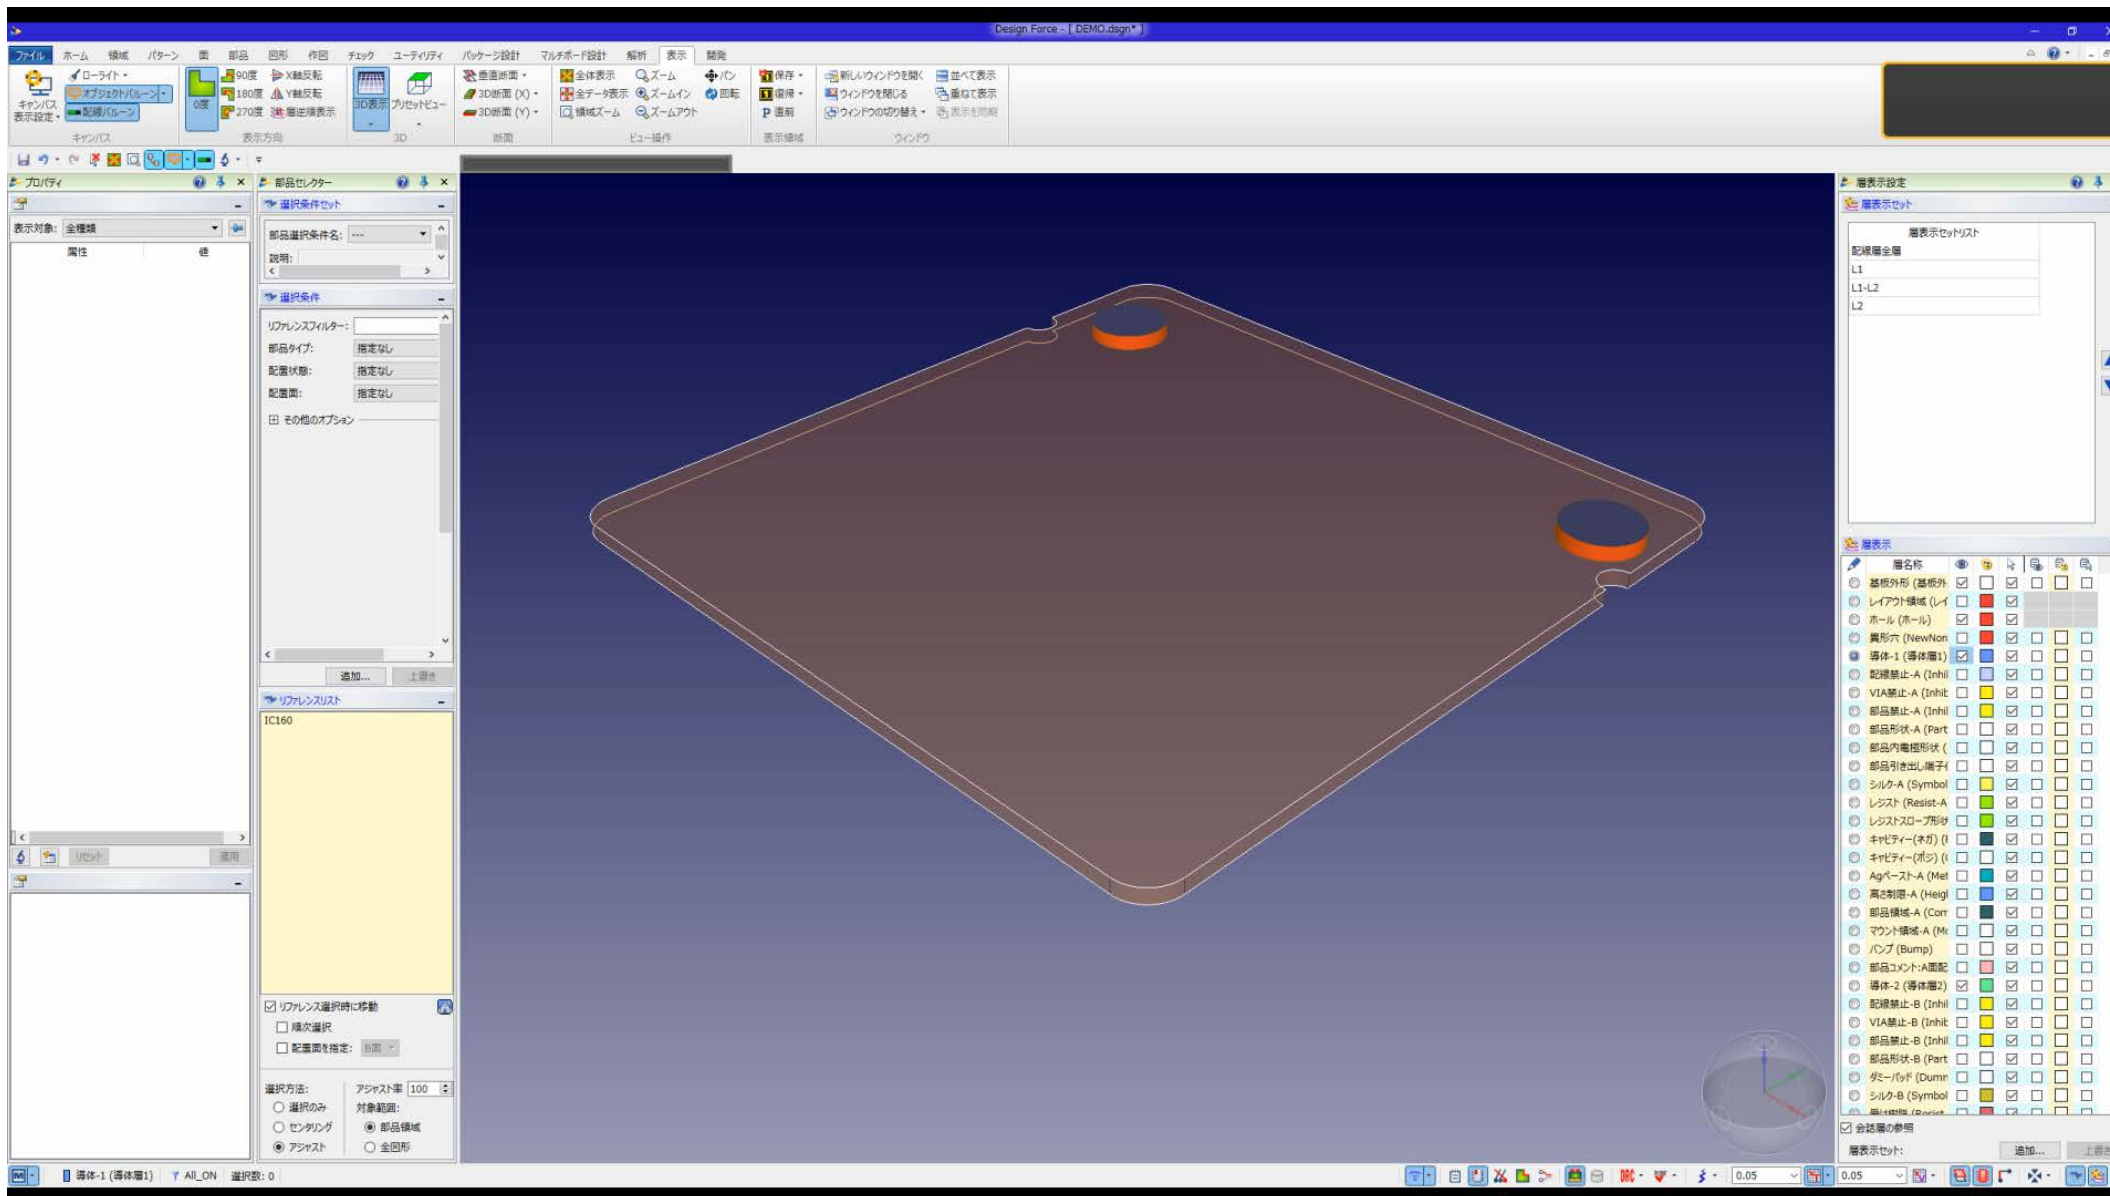 Design Force - [ DEMO.dsgn* ]
ファイル ホーム 領域 パターン 面 部品 図形 作図 チェック ユーティリティ パッケージ設計 マルチボード設計 解析 表示 開発
キャンバス表示設定
ローライト
オブジェクトバルーン
配線バルーン
キャンバス
0度
90度
180度
270度
X軸反転
Y軸反転
層逆順表示
表示方向
3D表示
プリセットビュー
3D
垂直断面
3D断面 (X)
3D断面 (Y)
断面
全体表示
全データ表示
領域ズーム
ズーム
ズームイン
ズームアウト
パン
回転
ビュー操作
保存
復帰
P 直前
表示領域
新しいウィンドウを開く
ウィンドウを閉じる
ウィンドウの切り替え
並べて表示
重ねて表示
表示を同期
ウィンドウ
プロパティ
表示対象: 全種類
属性 値
リセット 適用
部品セレクター
選択条件セット
部品選択条件名: ---
説明:
選択条件
リファレンスフィルター:
部品タイプ: 指定なし
配置状態: 指定なし
配置面: 指定なし
その他のオプション
追加... 上書き
リファレンスリスト
IC160
リファレンス選択時に移動
順次選択
配置面を指定: B面
選択方法: アジャスト率 100
選択のみ 対象範囲:
センタリング 部品領域
アジャスト 全図形
層表示設定
層表示セット
層表示セットリスト
配線層全層
L1
L1-L2
L2
層表示
層名称
基板外形 (基板外
レイアウト領域 (レイ
ホール (ホール)
異形穴 (NewNon
導体-1 (導体層1)
配線禁止-A (Inhil
VIA禁止-A (Inhit
部品禁止-A (Inhil
部品形状-A (Part
部品内電極形状 (
部品引き出し端子(
シルク-A (Symbol
レジスト (Resist-A
レジストスロープ形状
キャビティー(ネガ) (
キャビティー(ポジ) (
Agペースト-A (Met
高さ制限-A (Heigl
部品領域-A (Com
マウント領域-A (Mo
バンプ (Bump)
部品コメント:A面配
導体-2 (導体層2)
配線禁止-B (Inhil
VIA禁止-B (Inhit
部品禁止-B (Inhil
部品形状-B (Part
ダミーパッド (Dumn
シルク-B (Symbol
会話層の参照
層表示セット: 追加... 上書き
導体-1 (導体層1) All_ON 選択数: 0
DRC 0.05 0.05